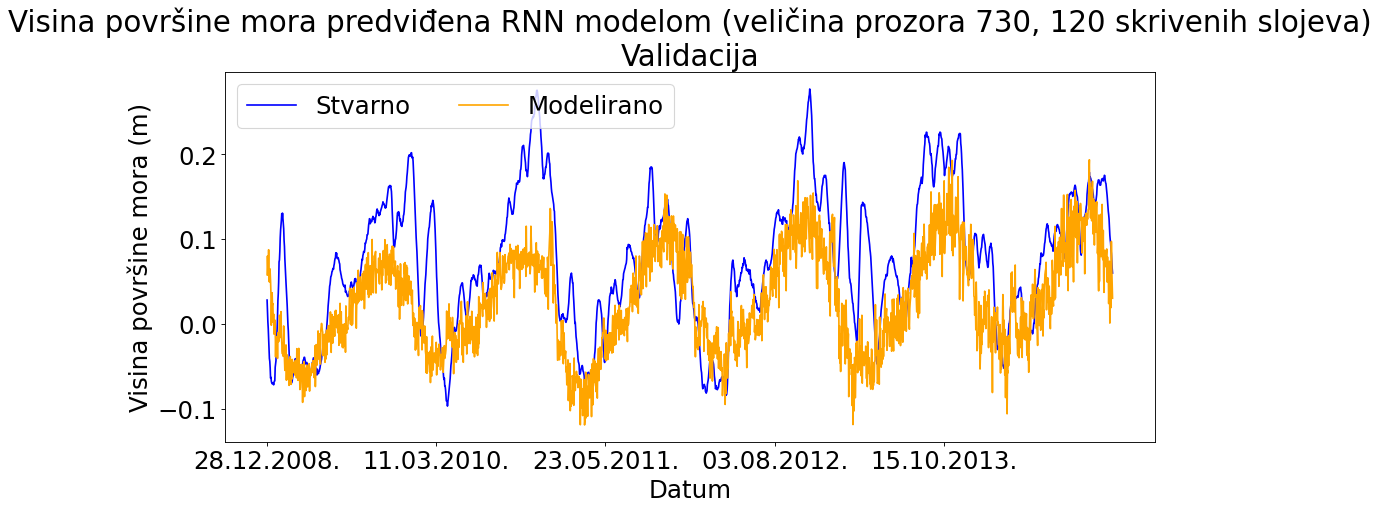 Visina površine mora predviđena RNN modelom (veličina prozora 730, 120 skrivenih slojeva)
Validacija
Stvarno Modelirano
Visina površine mora (m)
0.2
0.1
0.0
−0.1
28.12.2008. 11.03.2010. 23.05.2011. 03.08.2012. 15.10.2013.
Datum